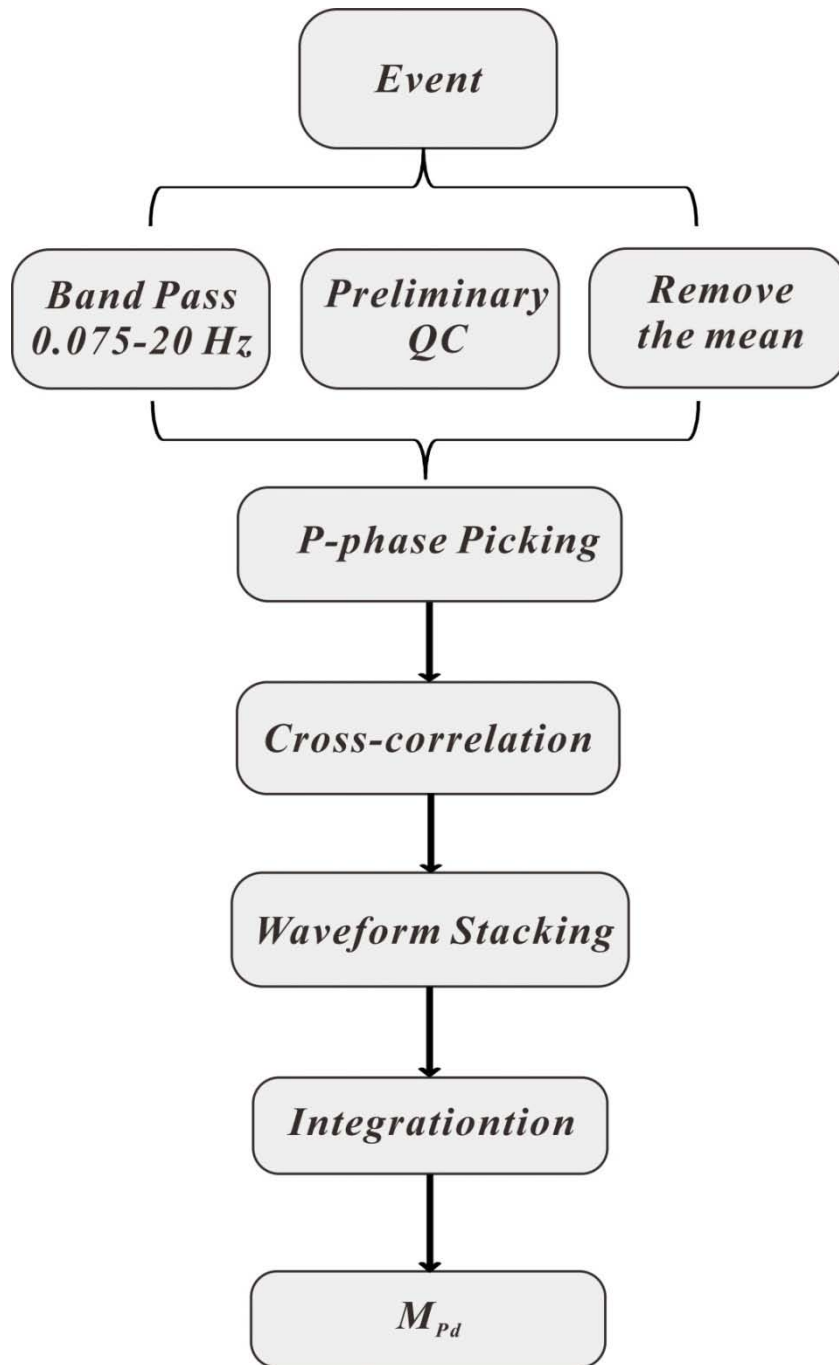 Event
Band Pass
0.075-20 Hz
Preliminary
QC
Remove
the mean
P-phase Picking
Cross-correlation
Waveform Stacking
Integrationtion
M_Pd